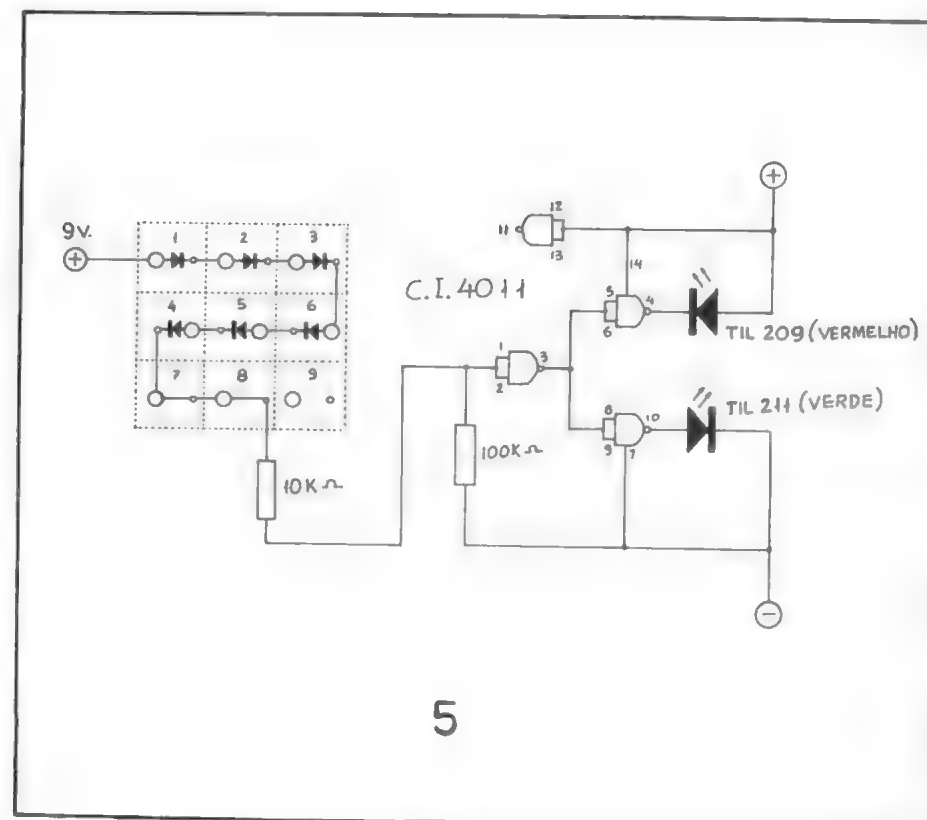 9v.
1 2 3
4 5 6
7 8 9
10K Ω
C.I. 4011
11 12
13
14
5 4
6
1 3
2
100K Ω
8 10
9 7
TIL 209 (VERMELHO)
TIL 211 (VERDE)
+
+
−
5